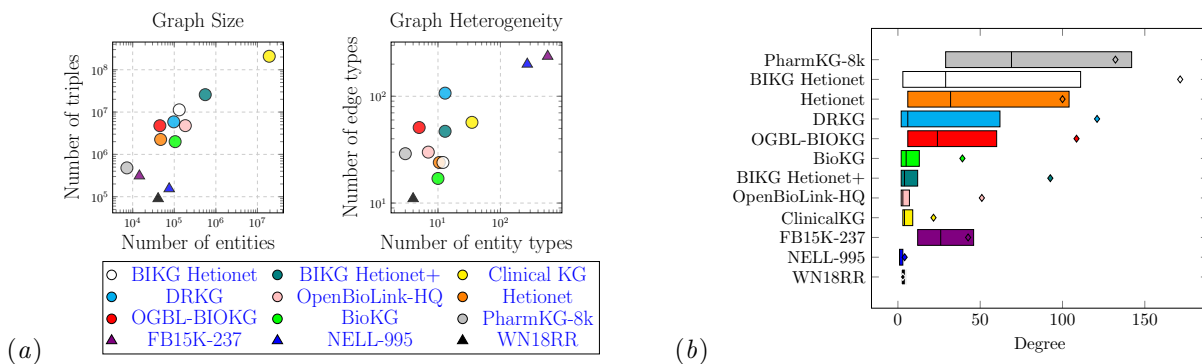 Graph Size
Graph Heterogeneity
Number of triples
10^8
10^7
10^6
10^5
10^4
10^5
10^6
10^7
Number of entities
Number of edge types
10^2
10^1
10^1
10^2
Number of entity types
BIKG Hetionet
BIKG Hetionet+
Clinical KG
DRKG
OpenBioLink-HQ
Hetionet
OGBL-BIOKG
BioKG
PharmKG-8k
FB15K-237
NELL-995
WN18RR
(a)
PharmKG-8k
BIKG Hetionet
Hetionet
DRKG
OGBL-BIOKG
BioKG
BIKG Hetionet+
OpenBioLink-HQ
ClinicalKG
FB15K-237
NELL-995
WN18RR
0
50
100
150
Degree
(b)